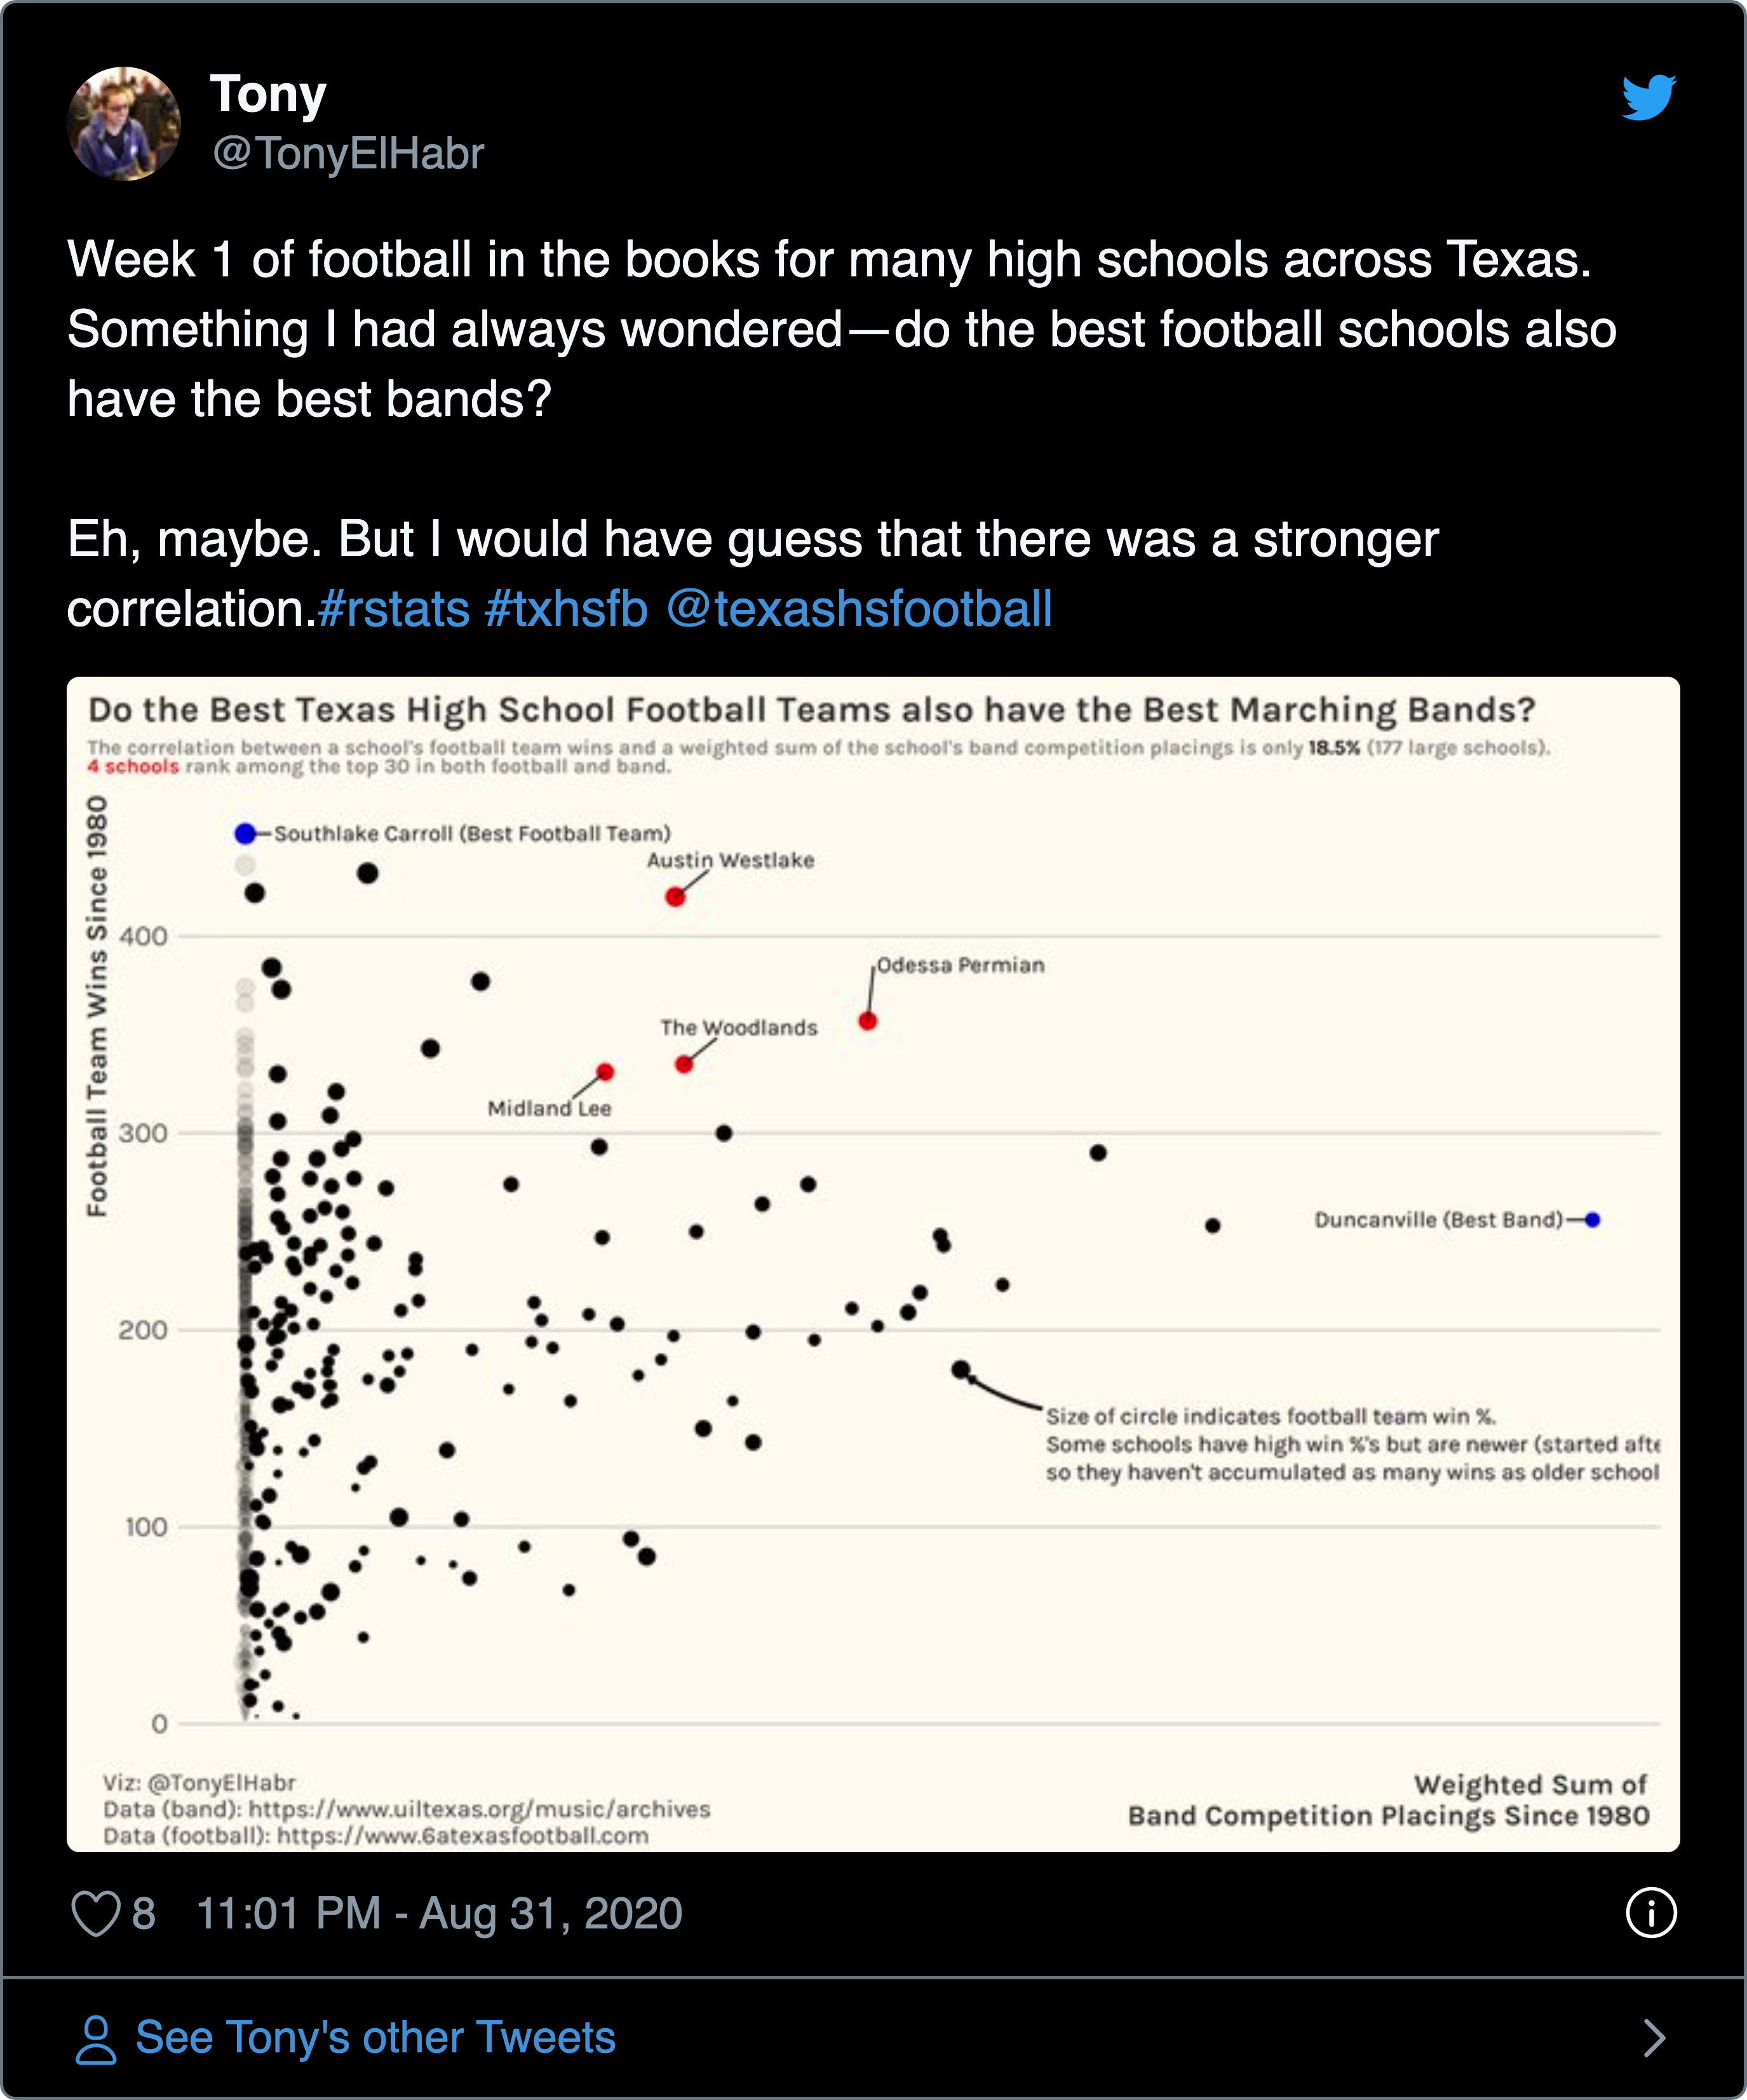 Tony
@TonyElHabr
Week 1 of football in the books for many high schools across Texas.
Something I had always wondered—do the best football schools also
have the best bands?
Eh, maybe. But I would have guess that there was a stronger
correlation.#rstats #txhsfb @texashsfootball
Do the Best Texas High School Football Teams also have the Best Marching Bands?
The correlation between a school's football team wins and a weighted sum of the school's band competition placings is only 18.5% (177 large schools).
4 schools rank among the top 30 in both football and band.
Football Team Wins Since 1980
Southlake Carroll (Best Football Team)
Austin Westlake
400
Odessa Permian
The Woodlands
Midland Lee
300
Duncanville (Best Band)
200
Size of circle indicates football team win %.
Some schools have high win %'s but are newer (started afte
so they haven't accumulated as many wins as older school
100
0
Viz: @TonyElHabr
Data (band): https://www.uiltexas.org/music/archives
Data (football): https://www.6atexasfootball.com
Weighted Sum of
Band Competition Placings Since 1980
8 11:01 PM - Aug 31, 2020
See Tony's other Tweets